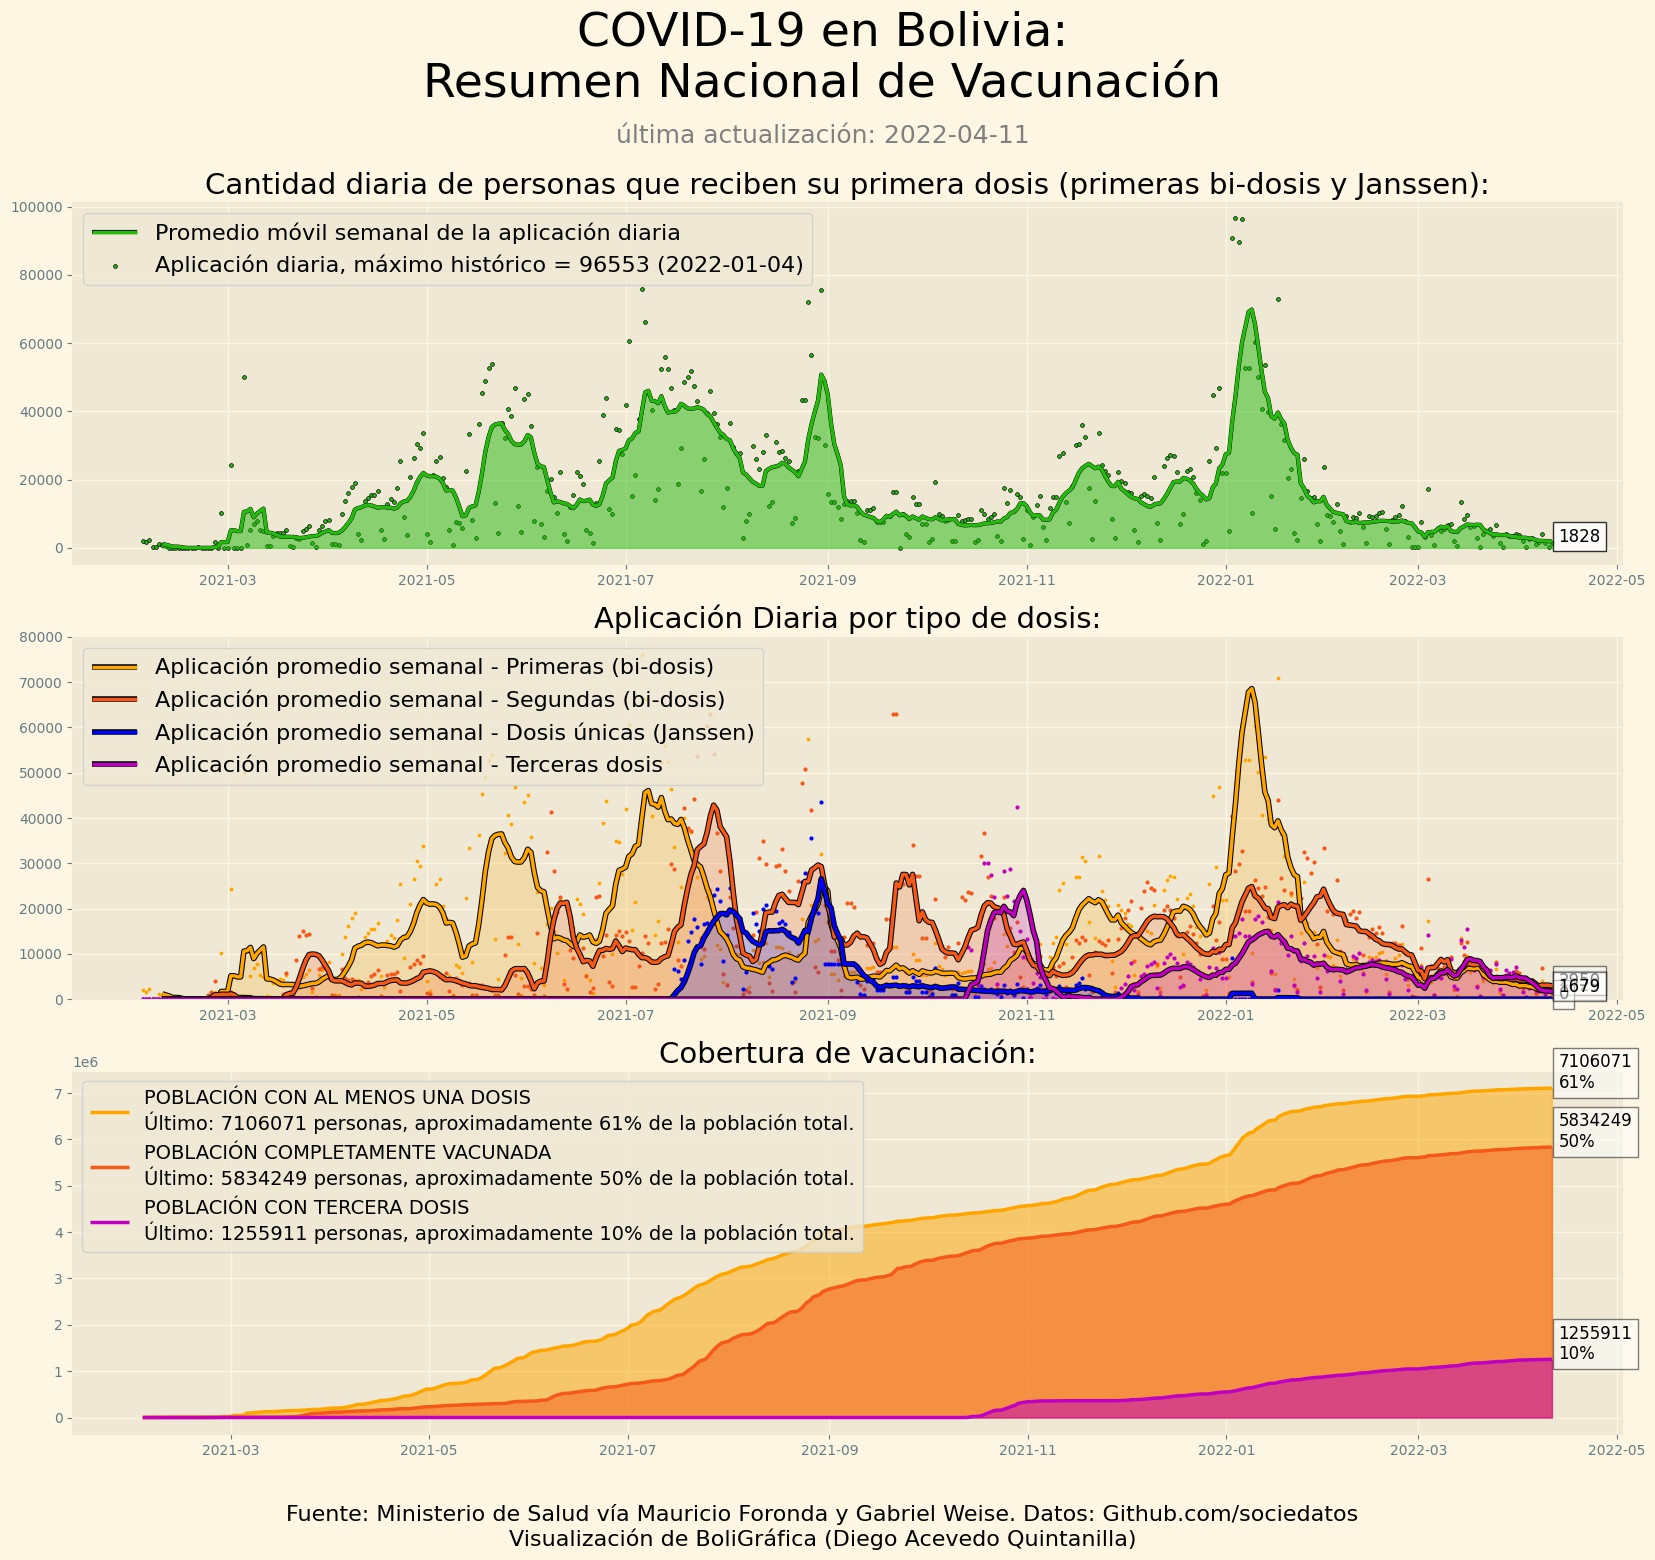 COVID-19 en Bolivia:
Resumen Nacional de Vacunación
última actualización: 2022-04-11
Cantidad diaria de personas que reciben su primera dosis (primeras bi-dosis y Janssen):
100000
80000
60000
40000
20000
0
Promedio móvil semanal de la aplicación diaria
Aplicación diaria, máximo histórico = 96553 (2022-01-04)
1828
2021-03 2021-05 2021-07 2021-09 2021-11 2022-01 2022-03 2022-05
Aplicación Diaria por tipo de dosis:
80000
70000
60000
50000
40000
30000
20000
10000
0
Aplicación promedio semanal - Primeras (bi-dosis)
Aplicación promedio semanal - Segundas (bi-dosis)
Aplicación promedio semanal - Dosis únicas (Janssen)
Aplicación promedio semanal - Terceras dosis
1679
0
2021-03 2021-05 2021-07 2021-09 2021-11 2022-01 2022-03 2022-05
Cobertura de vacunación:
1e6
7
6
5
4
3
2
1
0
POBLACIÓN CON AL MENOS UNA DOSIS
Último: 7106071 personas, aproximadamente 61% de la población total.
POBLACIÓN COMPLETAMENTE VACUNADA
Último: 5834249 personas, aproximadamente 50% de la población total.
POBLACIÓN CON TERCERA DOSIS
Último: 1255911 personas, aproximadamente 10% de la población total.
7106071
61%
5834249
50%
1255911
10%
2021-03 2021-05 2021-07 2021-09 2021-11 2022-01 2022-03 2022-05
Fuente: Ministerio de Salud vía Mauricio Foronda y Gabriel Weise. Datos: Github.com/sociedatos
Visualización de BoliGráfica (Diego Acevedo Quintanilla)